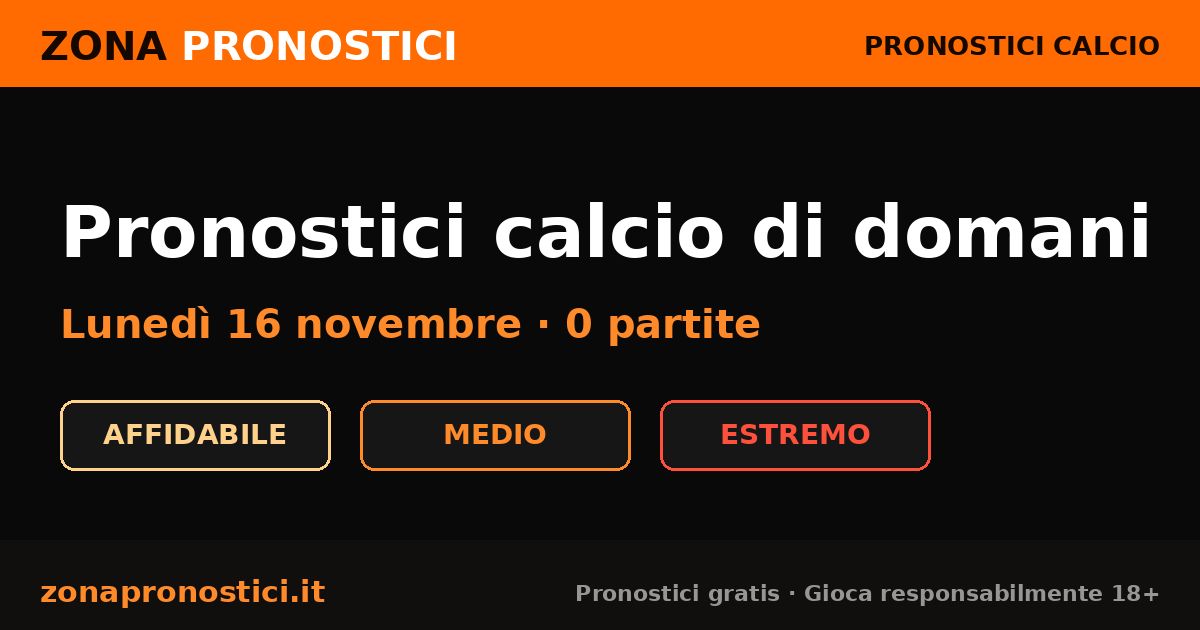 ZONA PRONOSTICI
PRONOSTICI CALCIO
Pronostici calcio di domani
Lunedì 16 novembre · 0 partite
AFFIDABILE
MEDIO
ESTREMO
zonapronostici.it
Pronostici gratis · Gioca responsabilmente 18+